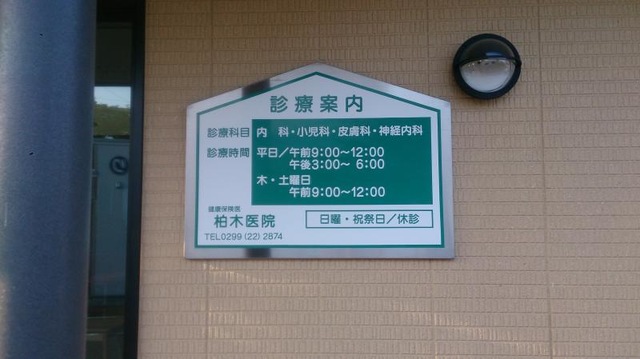 診療案内
診療科目 内 科・小児科・皮膚科・神経内科
診療時間 平日/午前9:00~12:00
午後3:00~ 6:00
木・土曜日
午前9:00~12:00
健康保険医
柏木医院
TEL0299(22)2874
日曜・祝祭日/休診